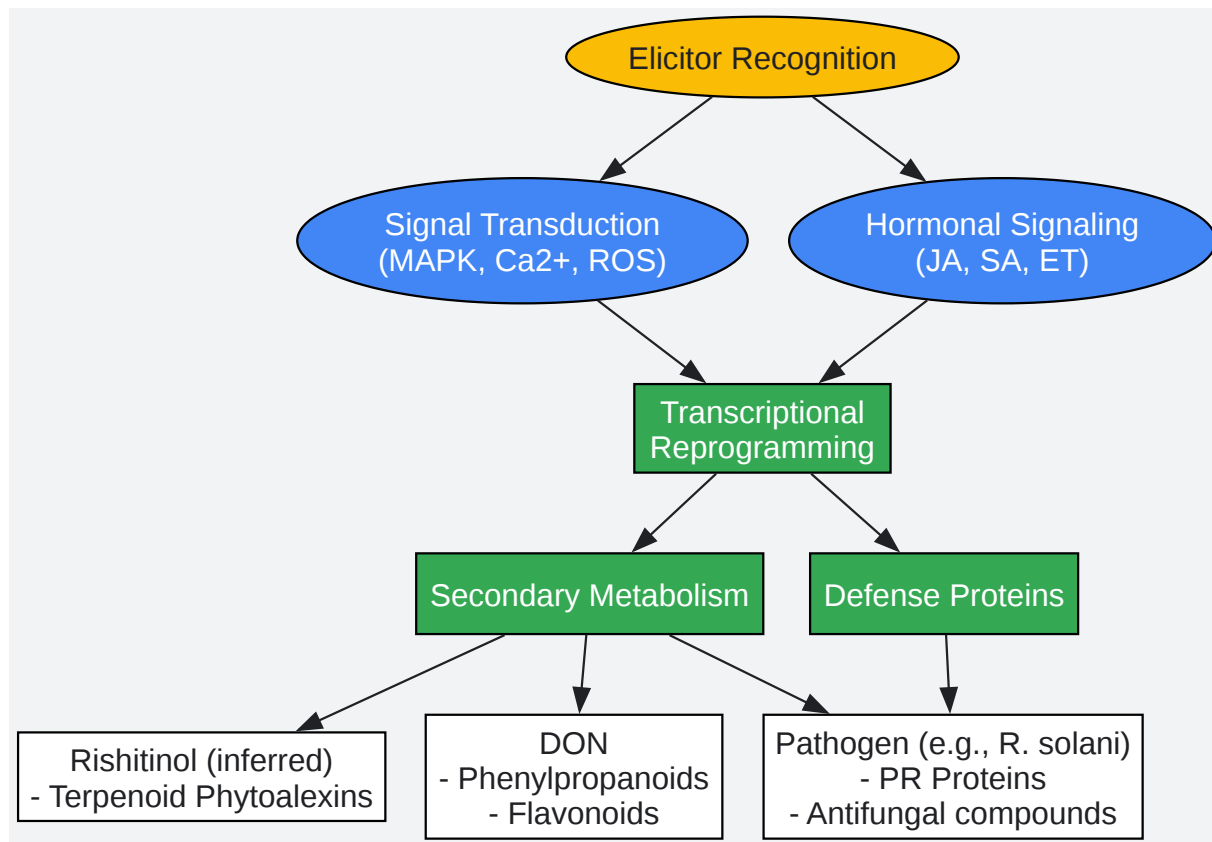 Elicitor Recognition
Signal Transduction
(MAPK, Ca2+, ROS)
Hormonal Signaling
(JA, SA, ET)
Transcriptional
Reprogramming
Secondary Metabolism
Defense Proteins
Rishitinol (inferred)
- Terpenoid Phytoalexins
DON
- Phenylpropanoids
- Flavonoids
Pathogen (e.g., R. solani)
- PR Proteins
- Antifungal compounds